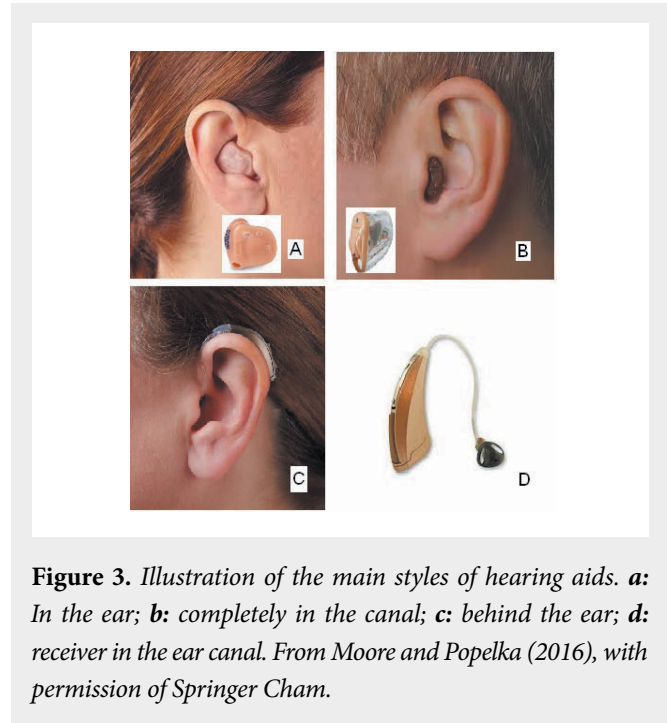 A
B
C
D
Figure 3. Illustration of the main styles of hearing aids. a:
In the ear; b: completely in the canal; c: behind the ear; d:
receiver in the ear canal. From Moore and Popelka (2016), with
permission of Springer Cham.